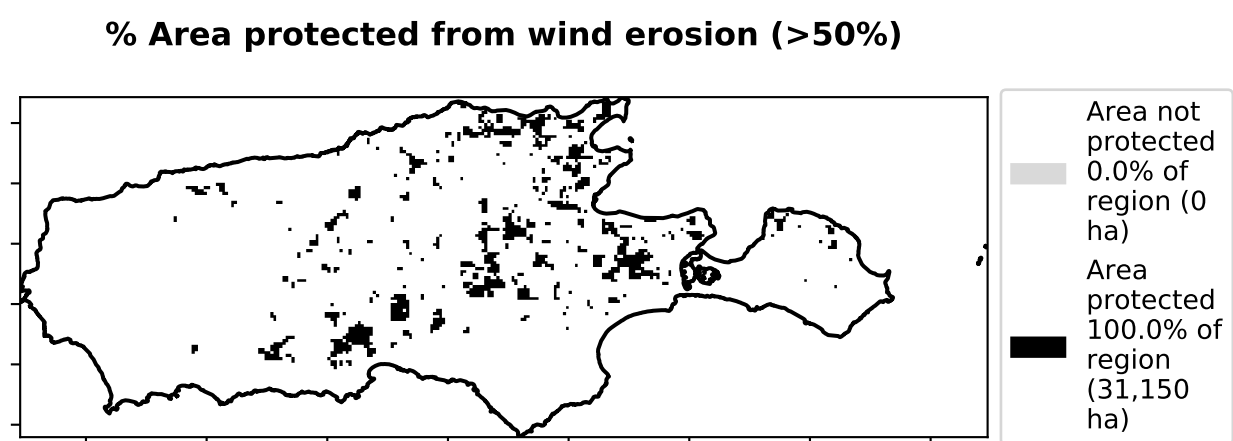 % Area protected from wind erosion (>50%)
Area not
protected
0.0% of
region (0
ha)
Area
protected
100.0% of
region
(31,150
ha)